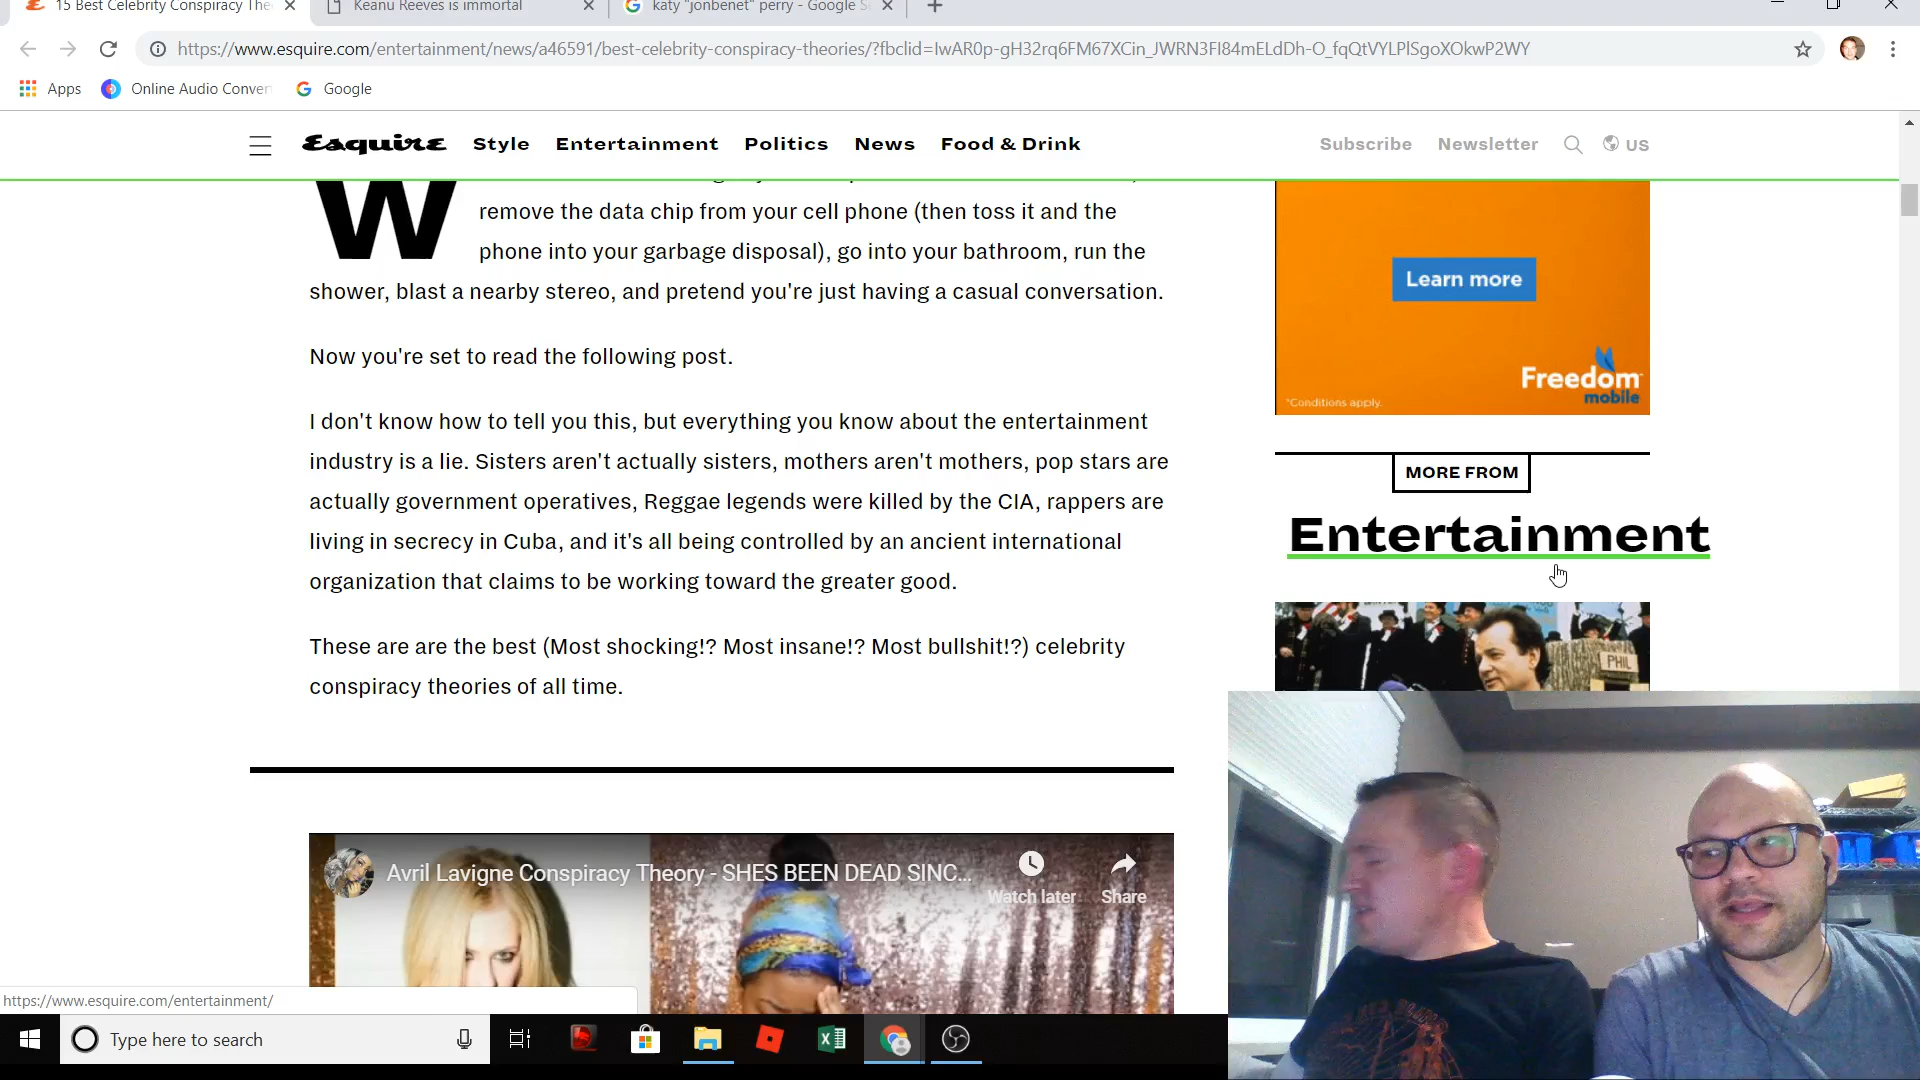 15 Best Celebrity Conspiracy The
Keanu Reeves is immortal
katy "jonbenet" perry - Google S
https://www.esquire.com/entertainment/news/a46591/best-celebrity-conspiracy-theories/?fbclid=IwAR0p-gH32rq6FM67XCin_JWRN3FI84mELdDh-O_fqQtVYLPlSgoXOkwP2WY
Apps
Online Audio Conver
Google
Esquire
Style
Entertainment
Politics
News
Food & Drink
Subscribe
Newsletter
US
W
remove the data chip from your cell phone (then toss it and the
phone into your garbage disposal), go into your bathroom, run the
shower, blast a nearby stereo, and pretend you're just having a casual conversation.
Now you're set to read the following post.
I don't know how to tell you this, but everything you know about the entertainment
industry is a lie. Sisters aren't actually sisters, mothers aren't mothers, pop stars are
actually government operatives, Reggae legends were killed by the CIA, rappers are
living in secrecy in Cuba, and it's all being controlled by an ancient international
organization that claims to be working toward the greater good.
These are are the best (Most shocking!? Most insane!? Most bullshit!?) celebrity
conspiracy theories of all time.
Learn more
Freedom
mobile
*Conditions apply.
MORE FROM
Entertainment
PHIL
Avril Lavigne Conspiracy Theory - SHES BEEN DEAD SINC...
Watch later
Share
https://www.esquire.com/entertainment/
Type here to search